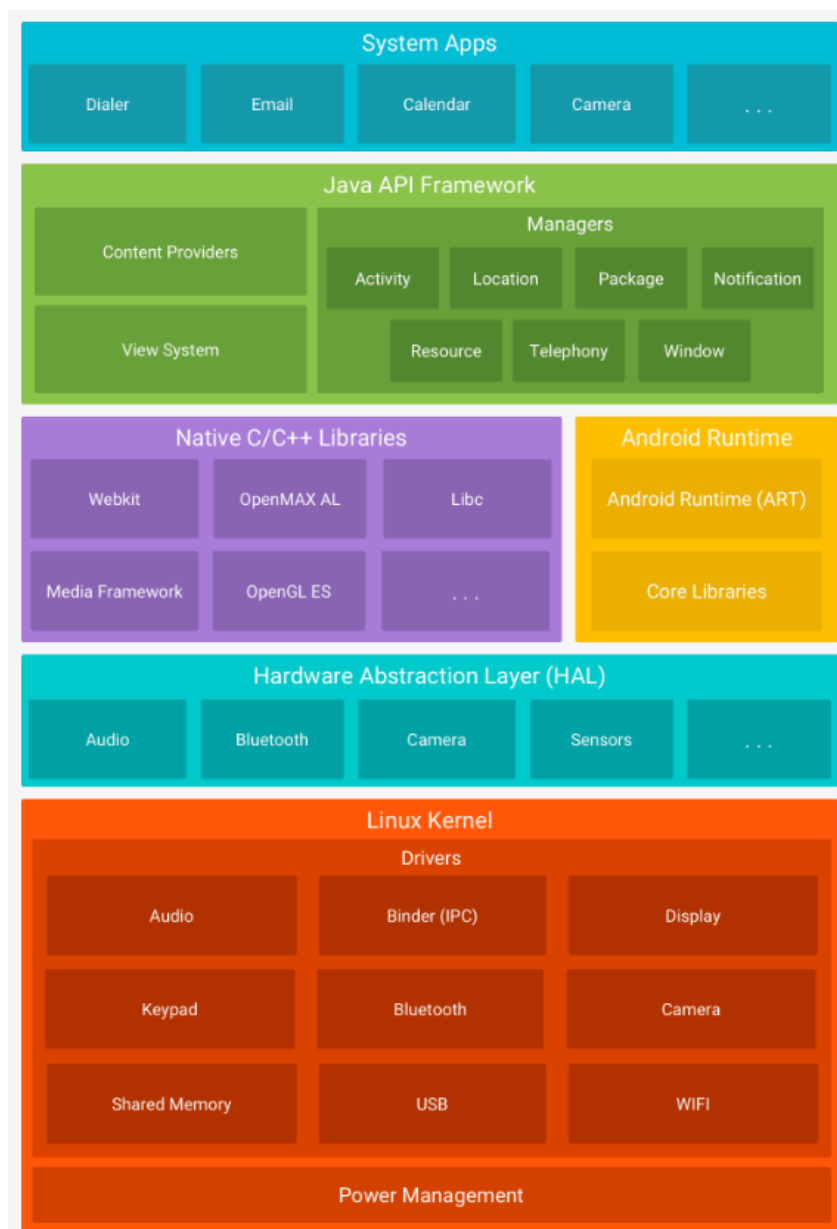 System Apps
Dialer
Email
Calendar
Camera
. . .
Java API Framework
Content Providers
View System
Managers
Activity
Location
Package
Notification
Resource
Telephony
Window
Native C/C++ Libraries
Webkit
OpenMAX AL
Libc
Media Framework
OpenGL ES
. . .
Android Runtime
Android Runtime (ART)
Core Libraries
Hardware Abstraction Layer (HAL)
Audio
Bluetooth
Camera
Sensors
. . .
Linux Kernel
Drivers
Audio
Binder (IPC)
Display
Keypad
Bluetooth
Camera
Shared Memory
USB
WIFI
Power Management